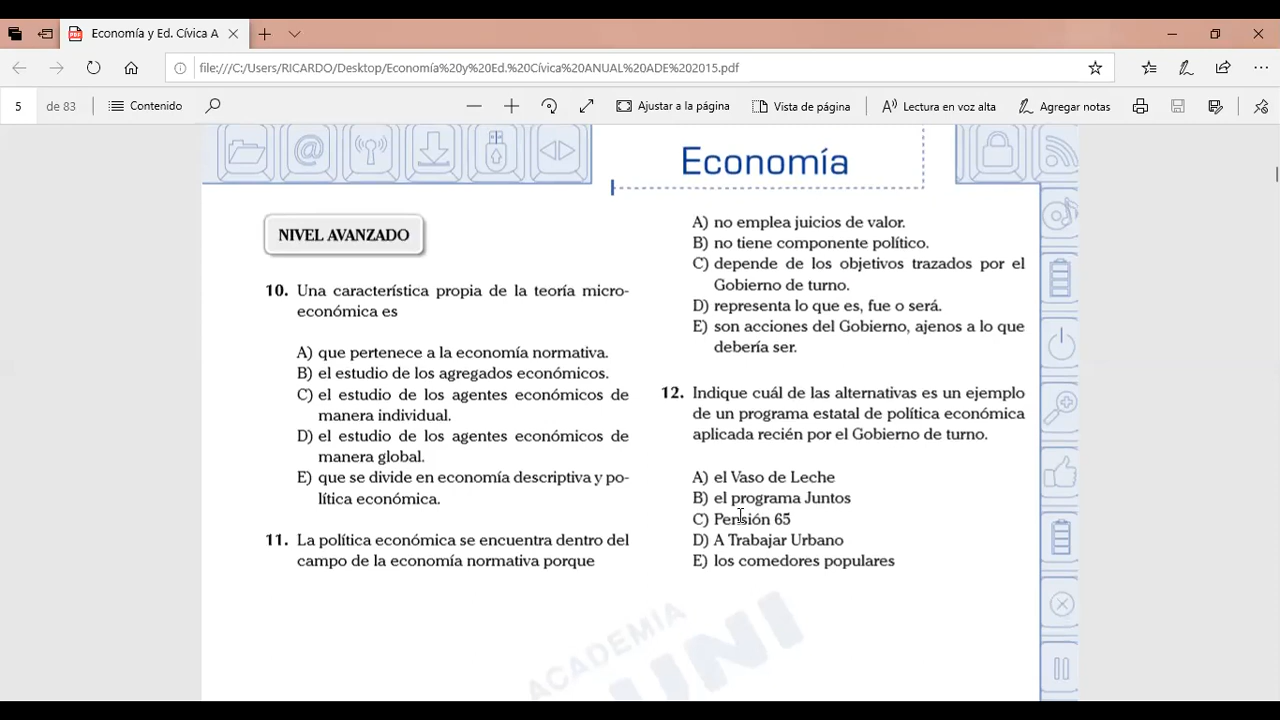 Economía y Ed. Cívica A
file:///C:/Users/RICARDO/Desktop/Economía%20y%20Ed.%20Cívica%20ANUAL%20ADE%202015.pdf
5 de 83 Contenido Ajustar a la página Vista de página Lectura en voz alta Agregar notas
Economía
NIVEL AVANZADO
10. Una característica propia de la teoría micro-
económica es
A) que pertenece a la economía normativa.
B) el estudio de los agregados económicos.
C) el estudio de los agentes económicos de
manera individual.
D) el estudio de los agentes económicos de
manera global.
E) que se divide en economía descriptiva y po-
lítica económica.
11. La política económica se encuentra dentro del
campo de la economía normativa porque
A) no emplea juicios de valor.
B) no tiene componente político.
C) depende de los objetivos trazados por el
Gobierno de turno.
D) representa lo que es, fue o será.
E) son acciones del Gobierno, ajenos a lo que
debería ser.
12. Indique cuál de las alternativas es un ejemplo
de un programa estatal de política económica
aplicada recién por el Gobierno de turno.
A) el Vaso de Leche
B) el programa Juntos
C) Pensión 65
D) A Trabajar Urbano
E) los comedores populares
ACADEMIA
UNI